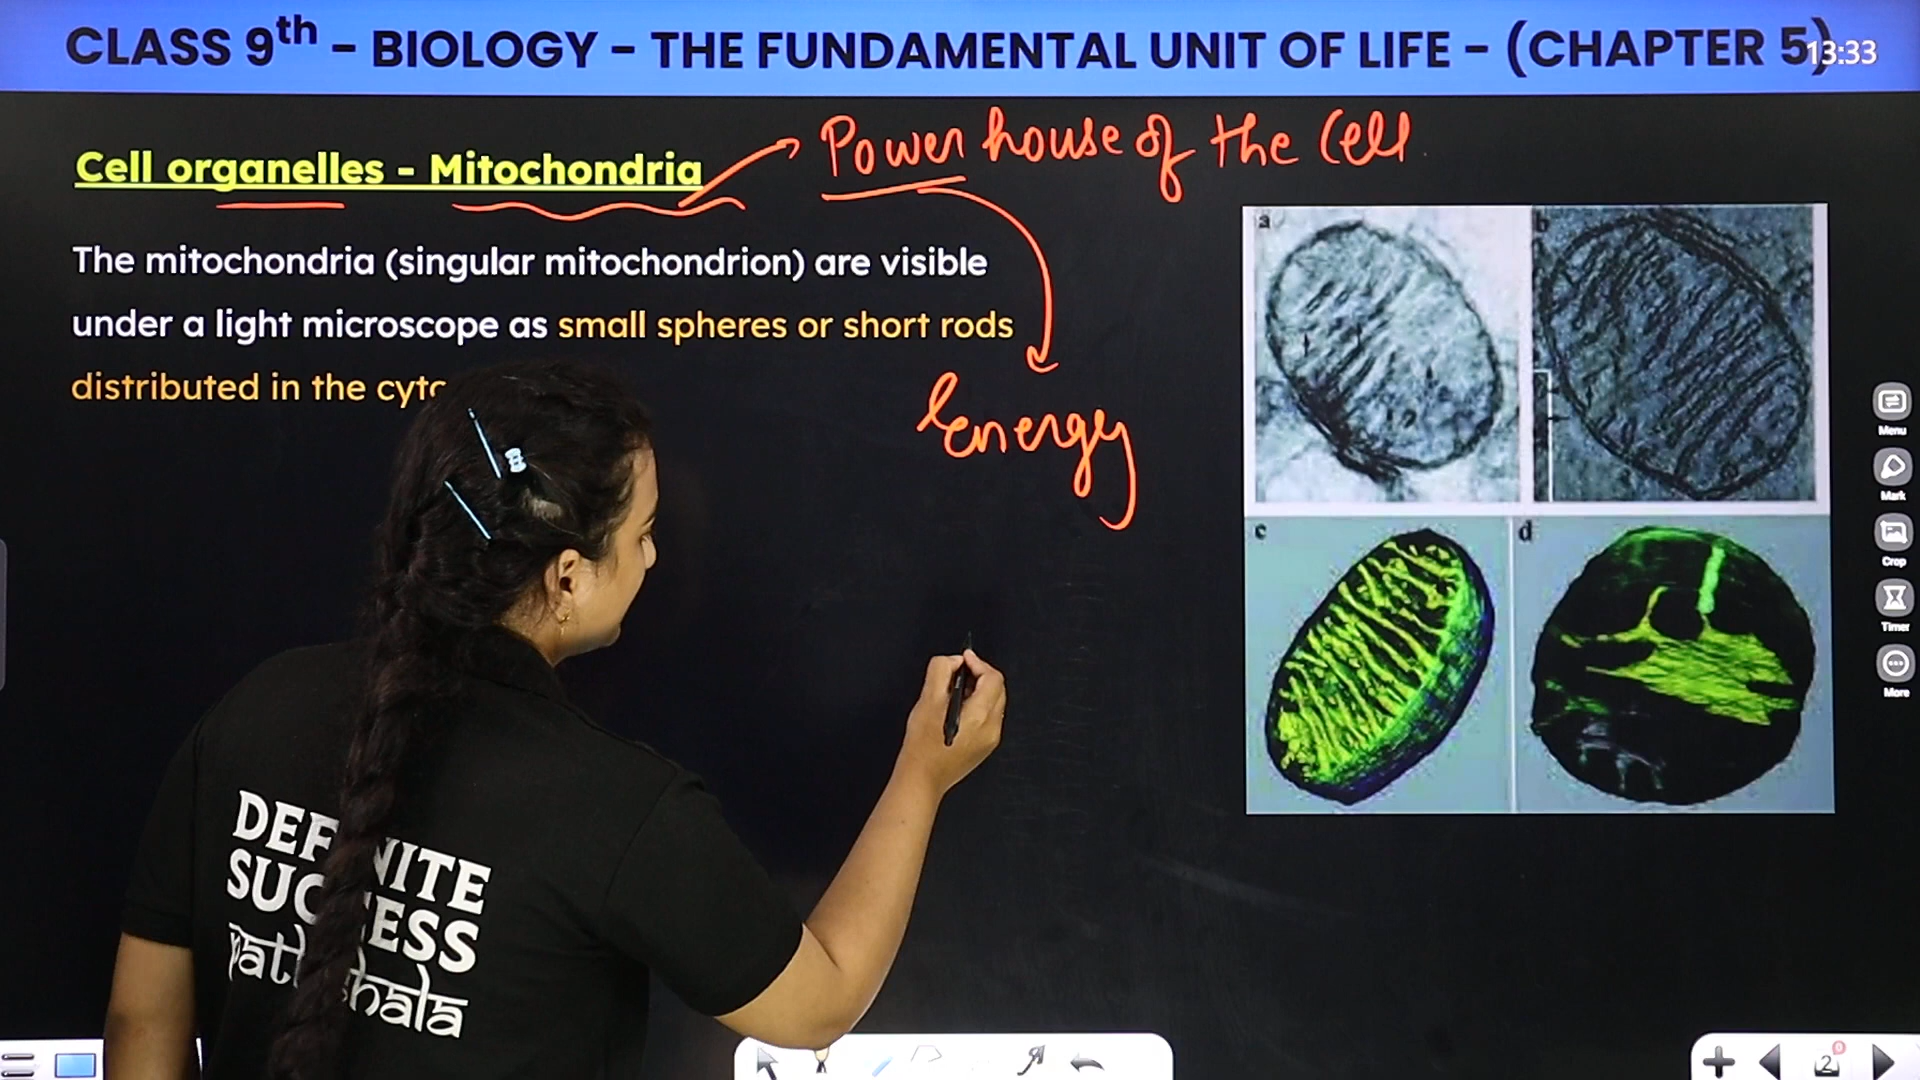 CLASS 9th - BIOLOGY - THE FUNDAMENTAL UNIT OF LIFE - (CHAPTER 5)
13:33
Cell organelles - Mitochondria
Power house of the Cell
The mitochondria (singular mitochondrion) are visible
under a light microscope as small spheres or short rods
distributed in the
Energy
a
b
c
d
Menu
Mark
Crop
Timer
More
DEFINITE
SUCCESS
Pathshala
2
0